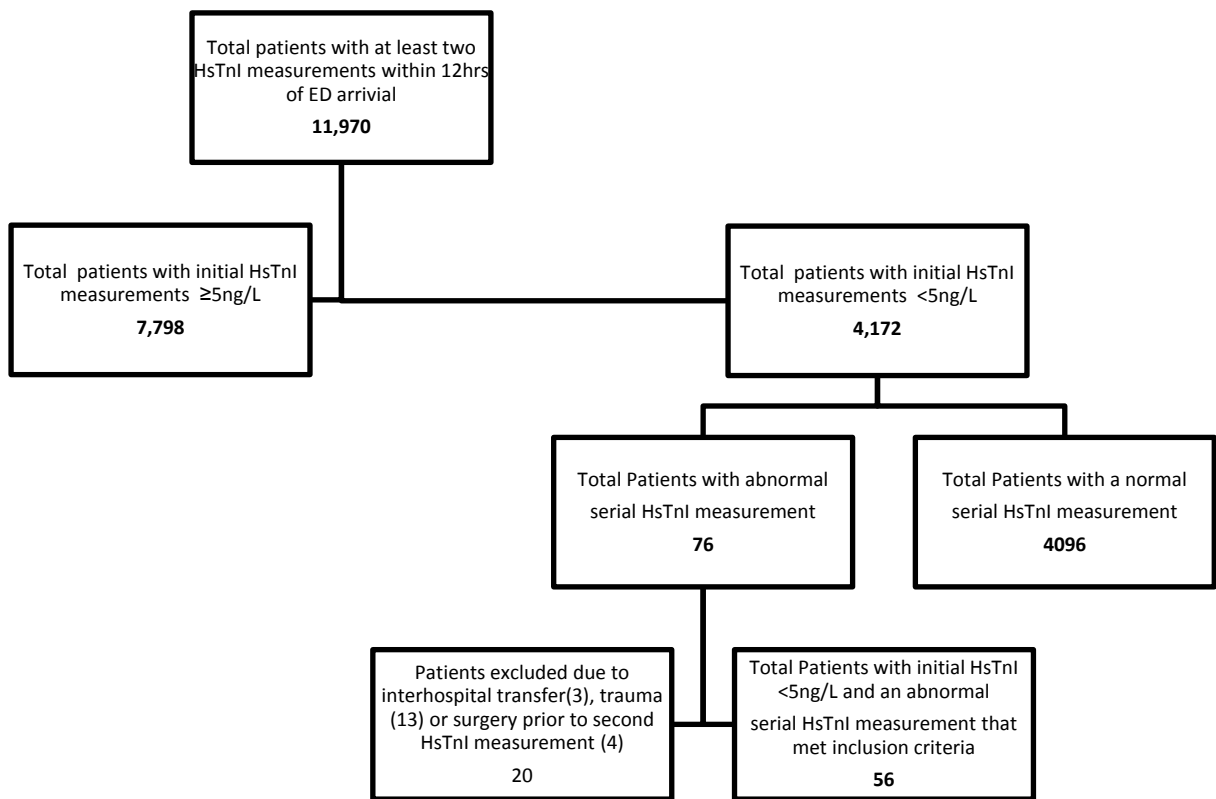 Total patients with at least two
HsTnI measurements within 12hrs
of ED arrivial
11,970
Total  patients with initial HsTnI
measurements  ≥5ng/L
7,798
Total  patients with initial HsTnI
measurements  <5ng/L
4,172
Total Patients with abnormal
serial HsTnI measurement
76
Total Patients with a normal
serial HsTnI measurement
4096
Patients excluded due to
interhospital transfer(3), trauma
(13) or surgery prior to second
HsTnI measurement (4)
20
Total Patients with initial HsTnI
<5ng/L and an abnormal
serial HsTnI measurement that
met inclusion criteria
56